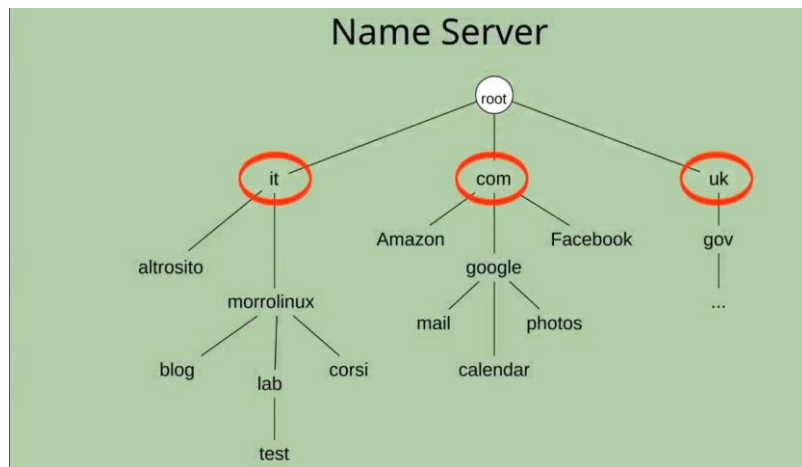 Name Server
root
it
com
uk
altrosito
Amazon
Facebook
gov
google
morrolinux
...
mail
photos
blog
lab
corsi
calendar
test